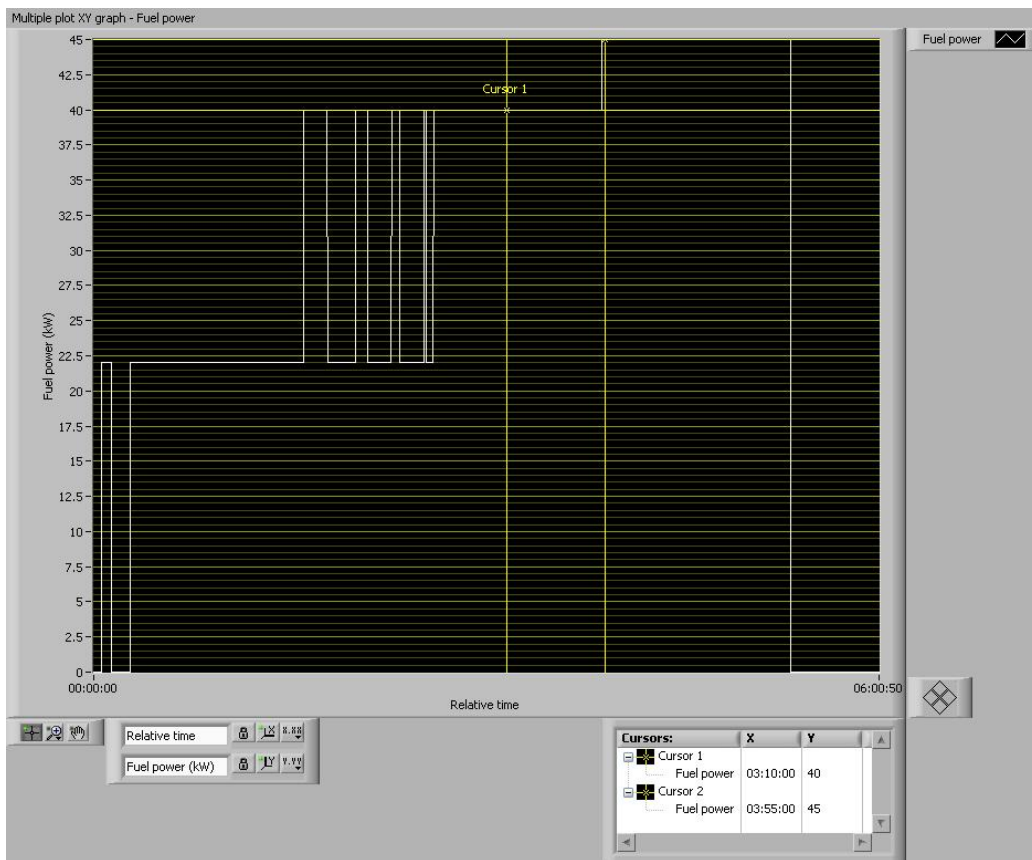 Multiple plot XY graph - Fuel power
Fuel power
45
42.5
Cursor 1
40
37.5
35
32.5
30
27.5
25
22.5
20
17.5
15
12.5
10
7.5
5
2.5
0
Fuel power (kW)
00:00:00
06:00:50
Relative time
Relative time
X
X.XX
Fuel power (kW)
Y
Y.YY
Cursors: X Y
Cursor 1
Fuel power 03:10:00 40
Cursor 2
Fuel power 03:55:00 45